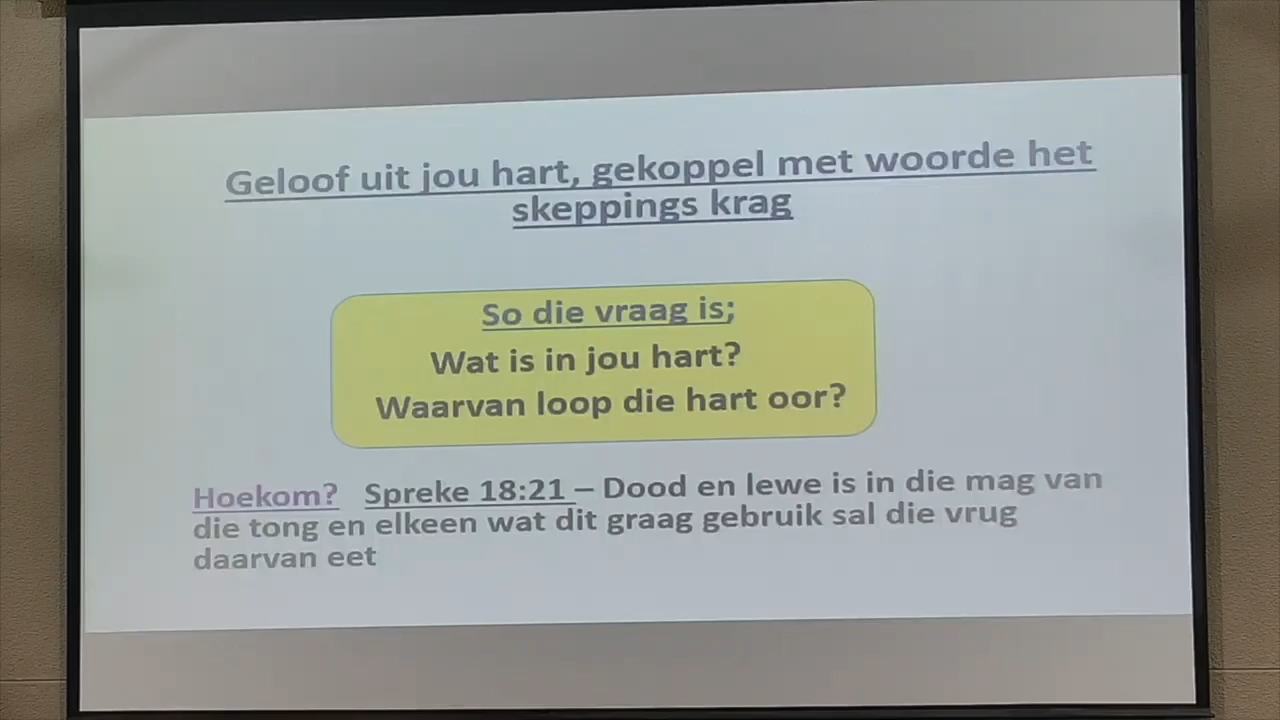 Geloof uit jou hart, gekoppel met woorde het
skeppings krag
So die vraag is;
Wat is in jou hart?
Waarvan loop die hart oor?
Hoekom? Spreke 18:21 – Dood en lewe is in die mag van
die tong en elkeen wat dit graag gebruik sal die vrug
daarvan eet